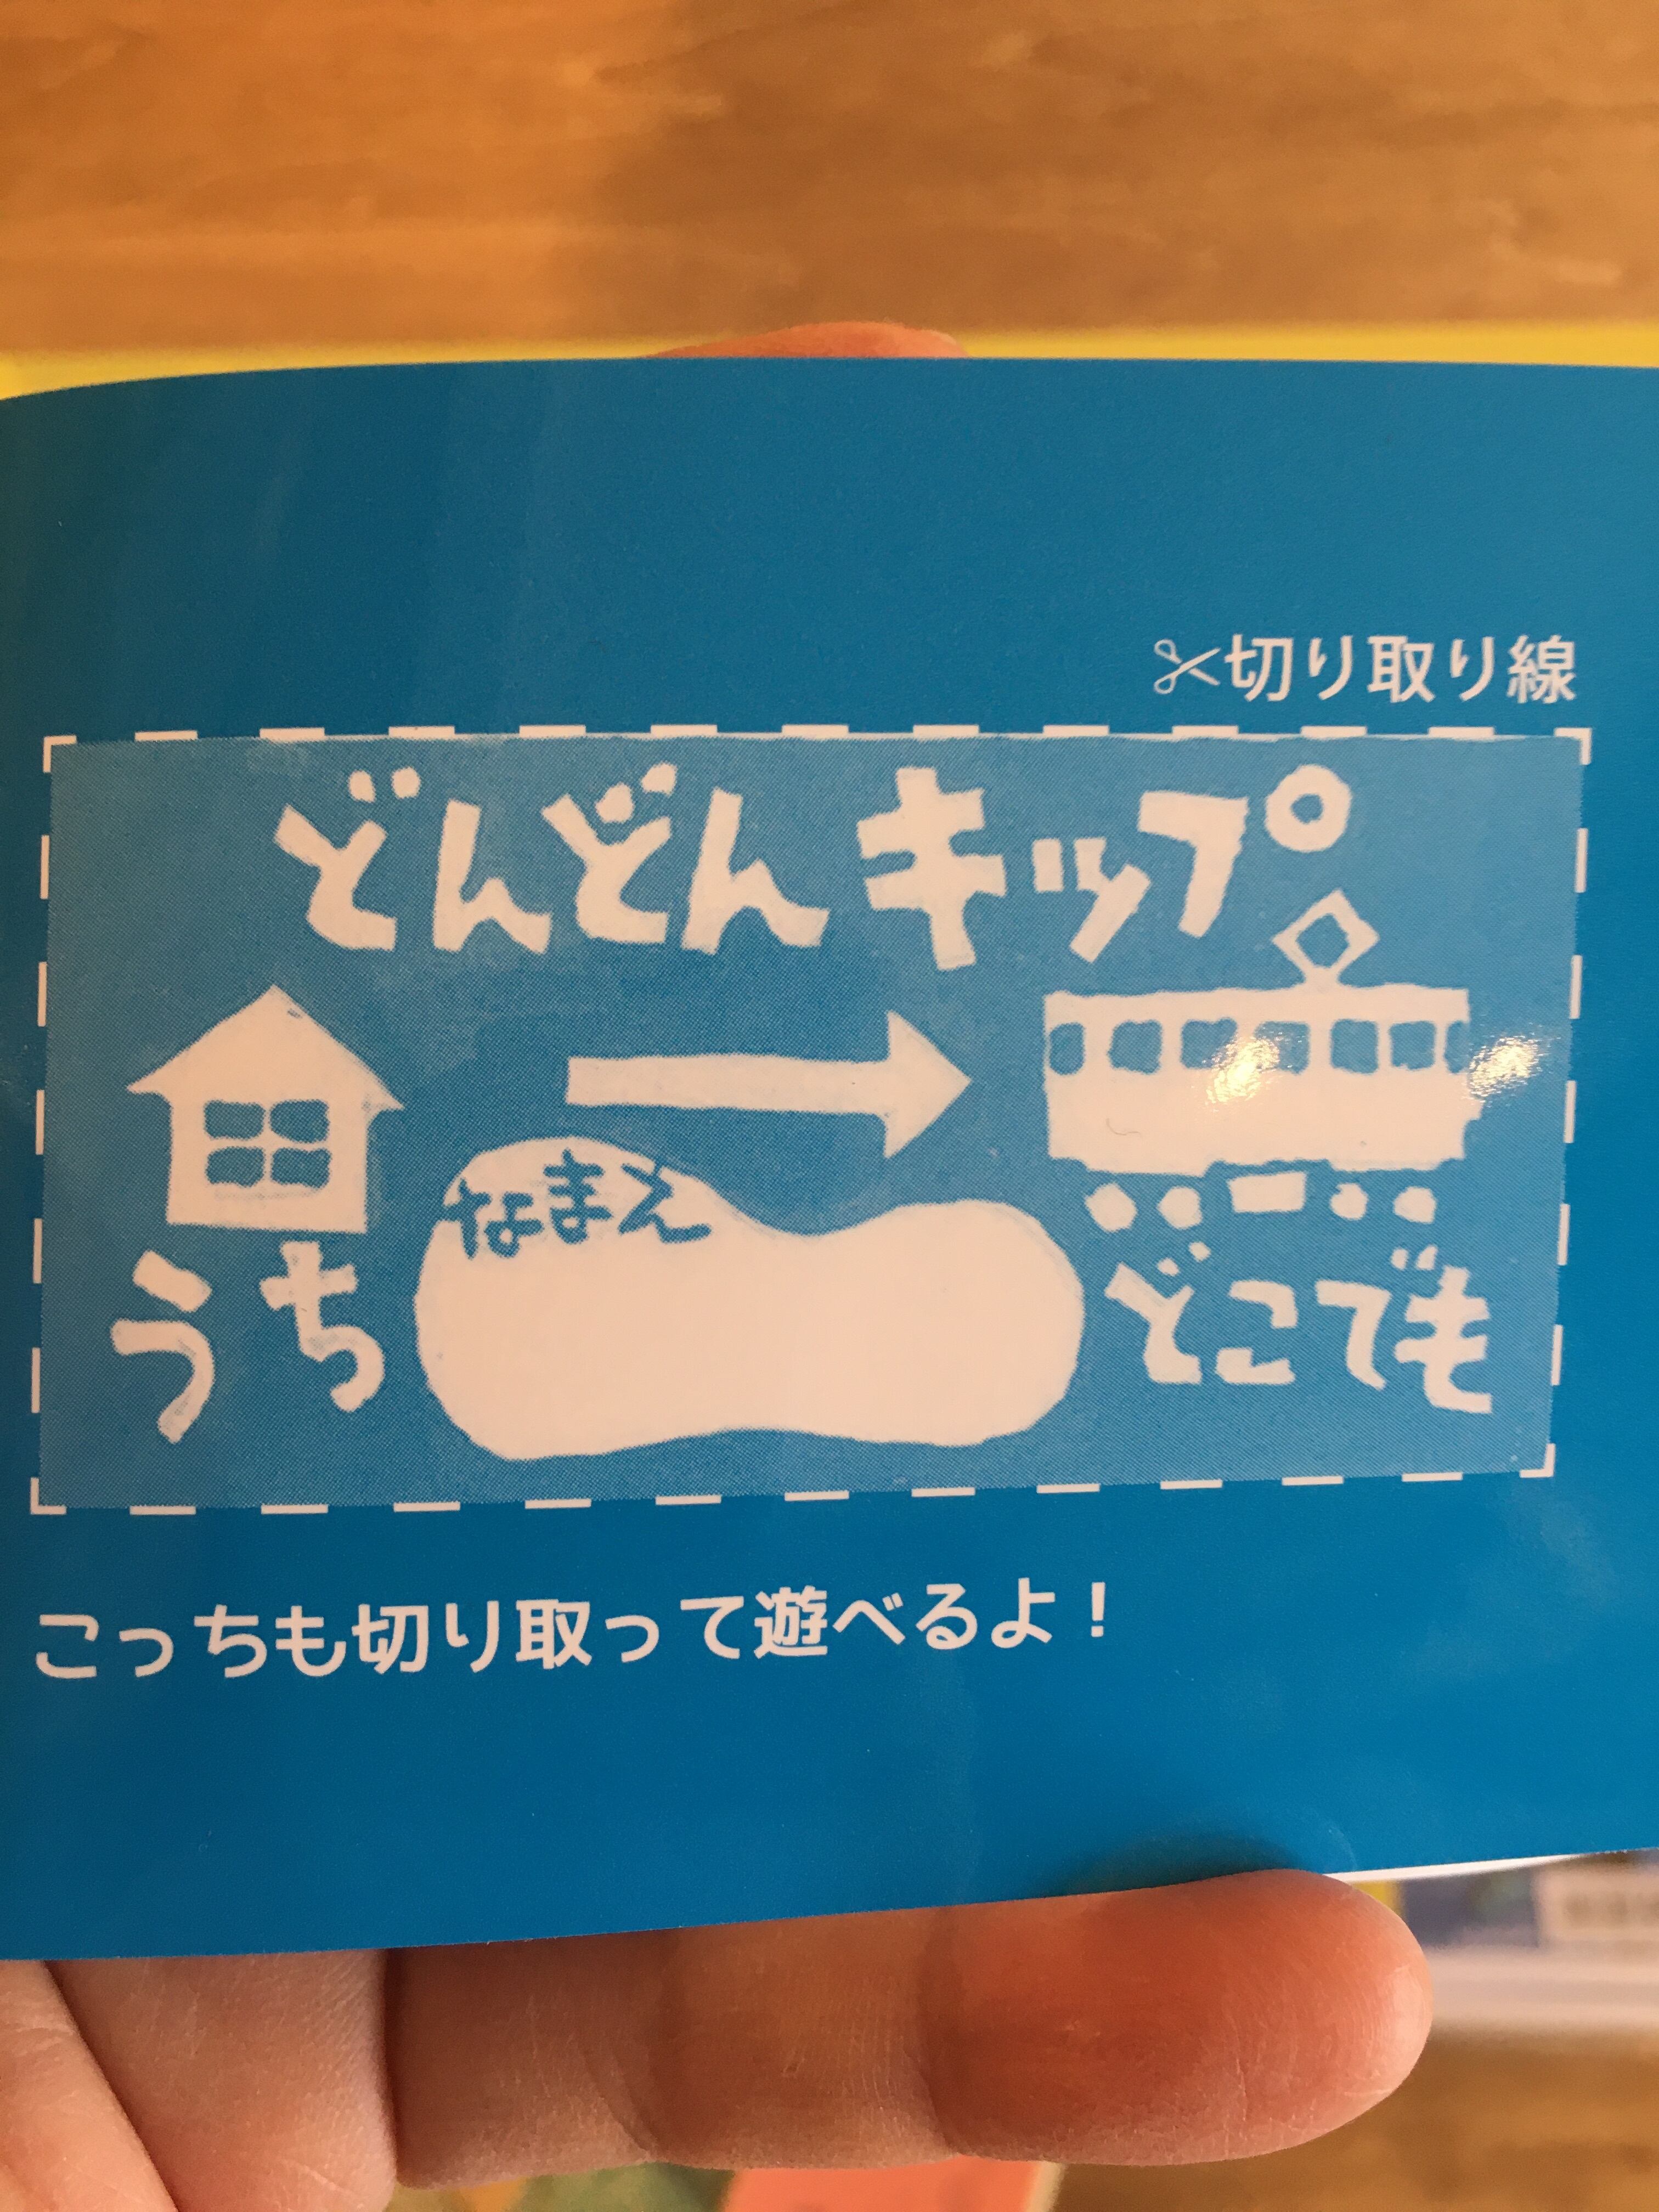 ✂切り取り線
どんどん キップ
なまえ
うち
どこでも
こっちも切り取って遊べるよ！